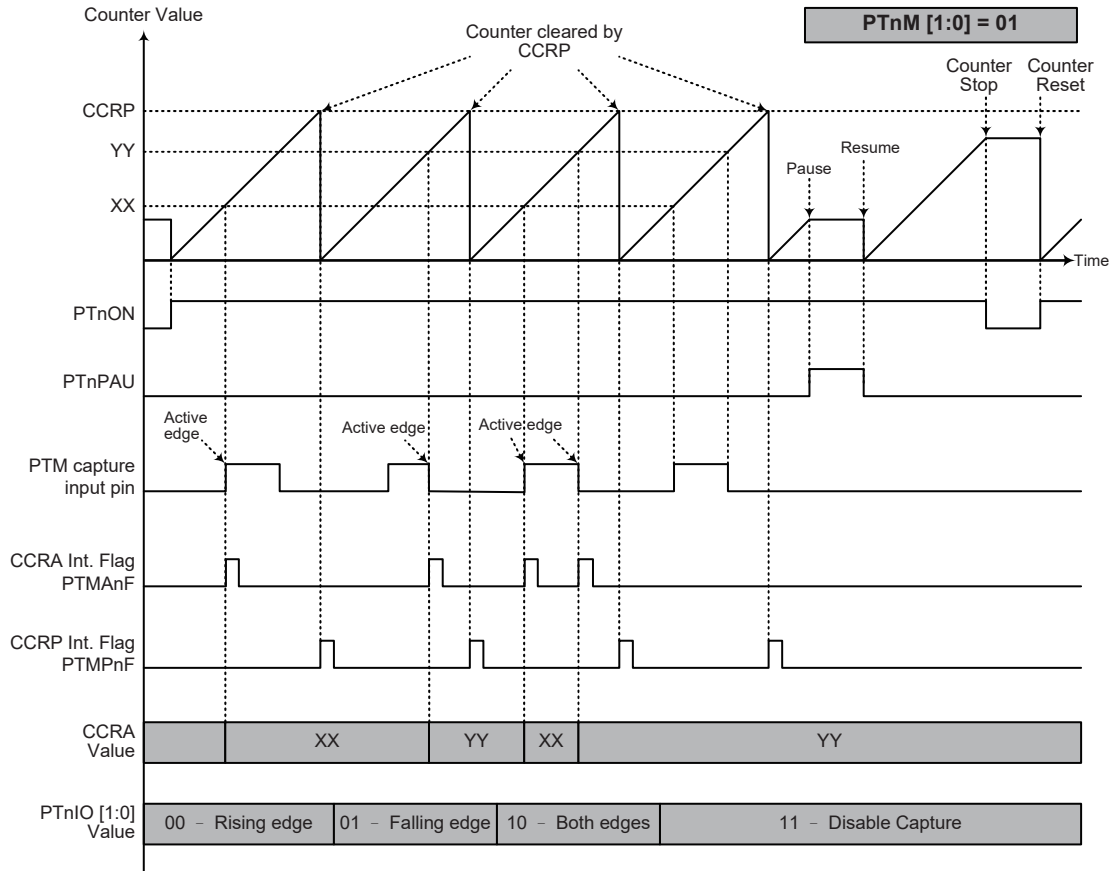 Counter Value
PTnM [1:0] = 01
Counter cleared by
CCRP
Counter
Stop
Counter
Reset
CCRP
YY
XX
Pause
Resume
Time
PTnON
PTnPAU
Active
edge
Active edge
Active edge
PTM capture
input pin
CCRA Int. Flag
PTMAnF
CCRP Int. Flag
PTMPnF
CCRA
Value
XX
YY
XX
YY
PTnIO [1:0]
Value
00 – Rising edge
01 – Falling edge
10 – Both edges
11 – Disable Capture